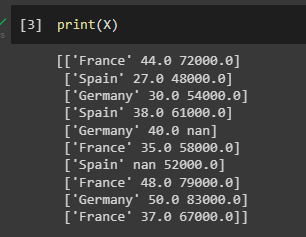 [3] print(X)
[['France' 44.0 72000.0]
['Spain' 27.0 48000.0]
['Germany' 30.0 54000.0]
['Spain' 38.0 61000.0]
['Germany' 40.0 nan]
['France' 35.0 58000.0]
['Spain' nan 52000.0]
['France' 48.0 79000.0]
['Germany' 50.0 83000.0]
['France' 37.0 67000.0]]